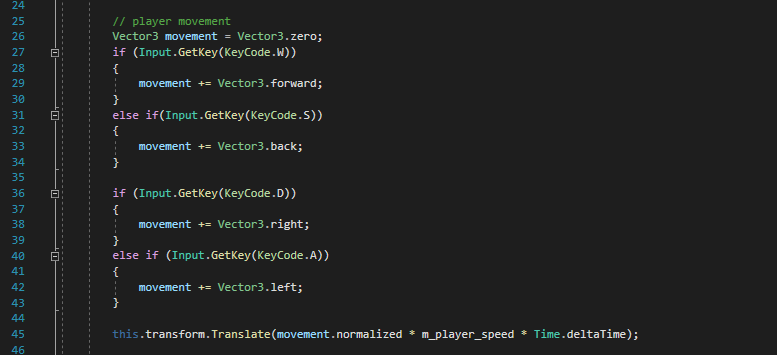 24
25 // player movement
26 Vector3 movement = Vector3.zero;
27 if (Input.GetKey(KeyCode.W))
28 {
29 movement += Vector3.forward;
30 }
31 else if(Input.GetKey(KeyCode.S))
32 {
33 movement += Vector3.back;
34 }
35
36 if (Input.GetKey(KeyCode.D))
37 {
38 movement += Vector3.right;
39 }
40 else if (Input.GetKey(KeyCode.A))
41 {
42 movement += Vector3.left;
43 }
44
45 this.transform.Translate(movement.normalized * m_player_speed * Time.deltaTime);
46